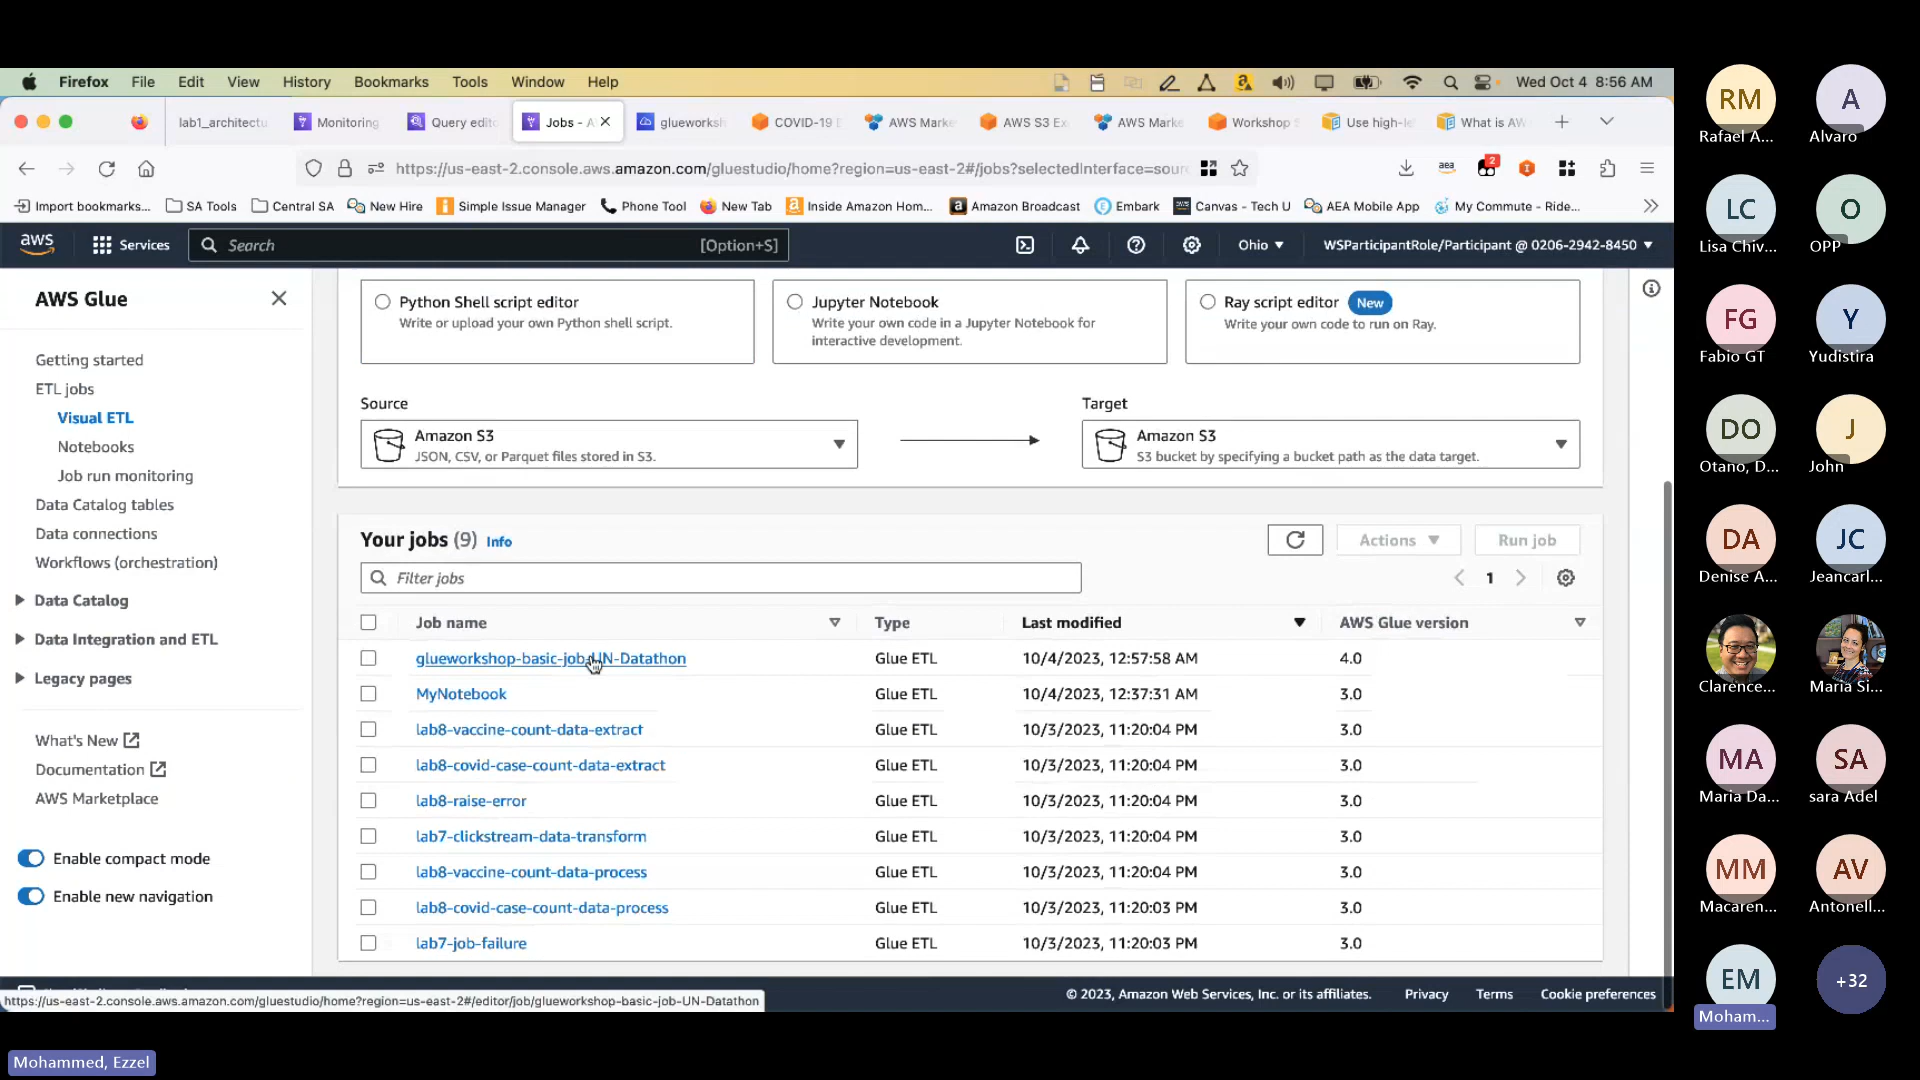 Firefox File Edit View History Bookmarks Tools Window Help
Wed Oct 4 8:56 AM
lab1_architectu
Monitoring
Query edit
Jobs - A
gluework
COVID-19
AWS Mark
AWS S3 Ex
AWS Mark
Workshop
Use high-le
What is AW
https://us-east-2.console.aws.amazon.com/gluestudio/home?region=us-east-2#/jobs?selectedInterface=sour
aea
2
Import bookmarks...
SA Tools
Central SA
New Hire
Simple Issue Manager
Phone Tool
New Tab
Inside Amazon Hom...
Amazon Broadcast
Embark
Canvas - Tech U
AEA Mobile App
My Commute - Ride...
aws
Services
Search
[Option+S]
Ohio
WSParticipantRole/Participant @ 0206-2942-8450
AWS Glue
Getting started
ETL jobs
Visual ETL
Notebooks
Job run monitoring
Data Catalog tables
Data connections
Workflows (orchestration)
Data Catalog
Data Integration and ETL
Legacy pages
What's New
Documentation
AWS Marketplace
Enable compact mode
Enable new navigation
Python Shell script editor
Write or upload your own Python shell script.
Jupyter Notebook
Write your own code in a Jupyter Notebook for
interactive development.
Ray script editor New
Write your own code to run on Ray.
Source
Amazon S3
JSON, CSV, or Parquet files stored in S3.
Target
Amazon S3
S3 bucket by specifying a bucket path as the data target.
Your jobs (9) Info
Actions
Run job
Filter jobs
1
Job name Type Last modified AWS Glue version
glueworkshop-basic-job-UN-Datathon Glue ETL 10/4/2023, 12:57:58 AM 4.0
MyNotebook Glue ETL 10/4/2023, 12:37:31 AM 3.0
lab8-vaccine-count-data-extract Glue ETL 10/3/2023, 11:20:04 PM 3.0
lab8-covid-case-count-data-extract Glue ETL 10/3/2023, 11:20:04 PM 3.0
lab8-raise-error Glue ETL 10/3/2023, 11:20:04 PM 3.0
lab7-clickstream-data-transform Glue ETL 10/3/2023, 11:20:04 PM 3.0
lab8-vaccine-count-data-process Glue ETL 10/3/2023, 11:20:04 PM 3.0
lab8-covid-case-count-data-process Glue ETL 10/3/2023, 11:20:03 PM 3.0
lab7-job-failure Glue ETL 10/3/2023, 11:20:03 PM 3.0
© 2023, Amazon Web Services, Inc. or its affiliates. Privacy Terms Cookie preferences
https://us-east-2.console.aws.amazon.com/gluestudio/home?region=us-east-2#/editor/job/glueworkshop-basic-job-UN-Datathon
Mohammed, Ezzel
RM
Rafael A...
A
Alvaro
LC
Lisa Chiv...
O
OPP
FG
Fabio GT
Y
Yudistira
DO
Otano, D...
J
John
DA
Denise A...
JC
Jeancarl...
Clarence...
Maria Si...
MA
Maria Da...
SA
sara Adel
MM
Macaren...
AV
Antonell...
EM
Moham...
+32